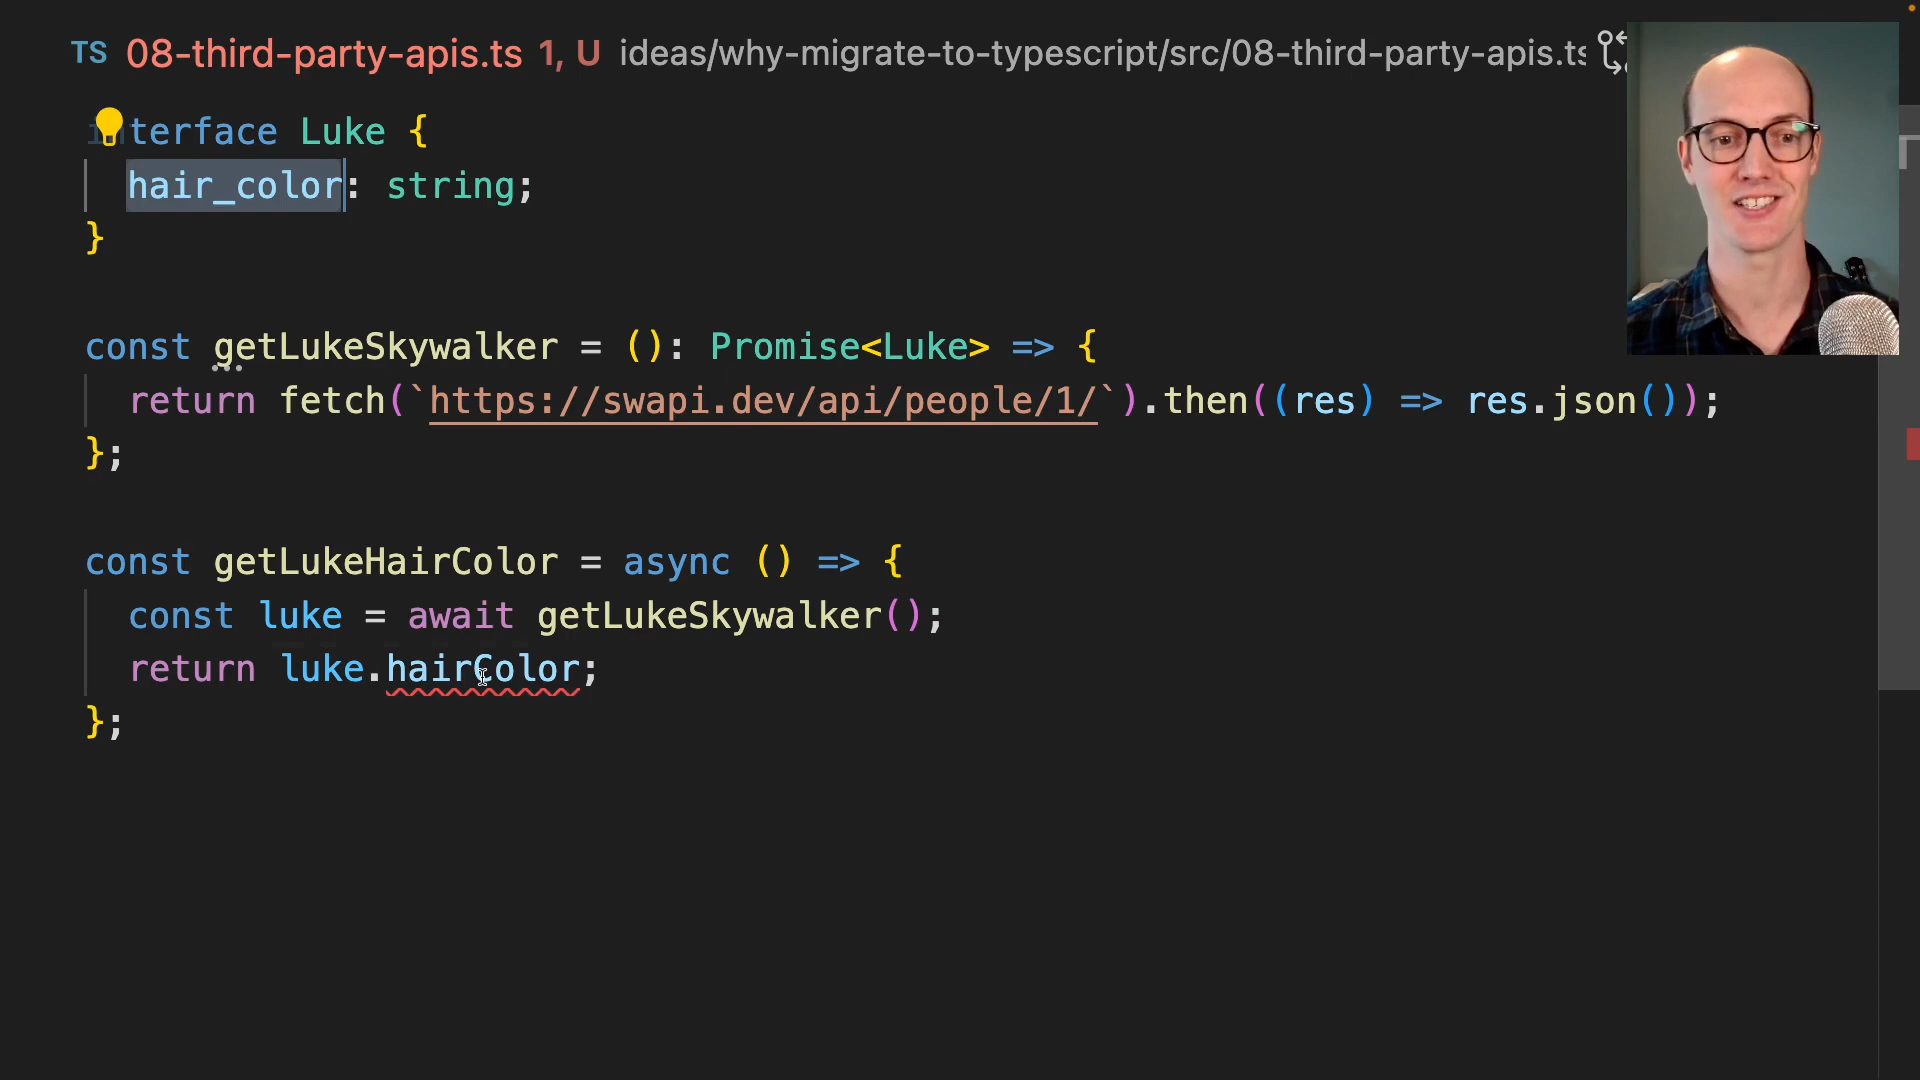 TS 08-third-party-apis.ts 1, U ideas/why-migrate-to-typescript/src/08-third-party-apis.ts
interface Luke {
hair_color: string;
}
const getLukeSkywalker = (): Promise<Luke> => {
return fetch(`https://swapi.dev/api/people/1/`).then((res) => res.json());
};
const getLukeHairColor = async () => {
const luke = await getLukeSkywalker();
return luke.hairColor;
};